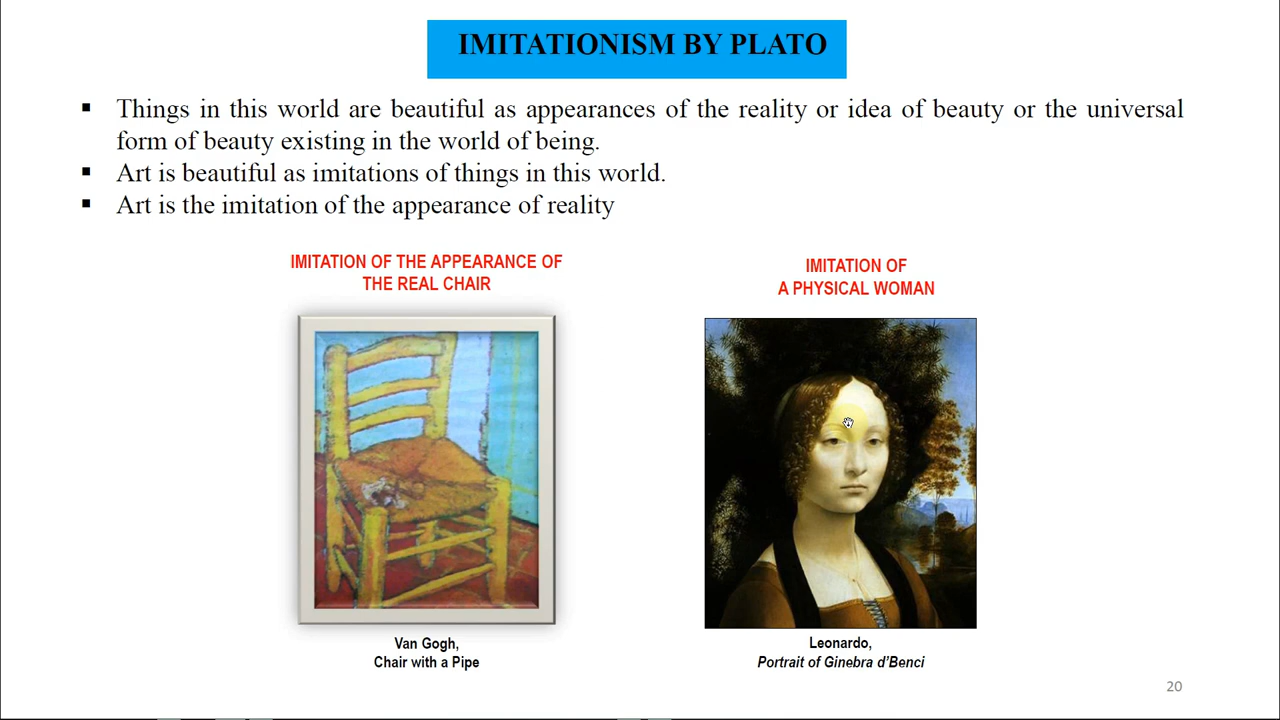 IMITATIONISM BY PLATO
▪ Things in this world are beautiful as appearances of the reality or idea of beauty or the universal
form of beauty existing in the world of being.
▪ Art is beautiful as imitations of things in this world.
▪ Art is the imitation of the appearance of reality
IMITATION OF THE APPEARANCE OF
THE REAL CHAIR
IMITATION OF
A PHYSICAL WOMAN
Van Gogh,
Chair with a Pipe
Leonardo,
Portrait of Ginebra d'Benci
20